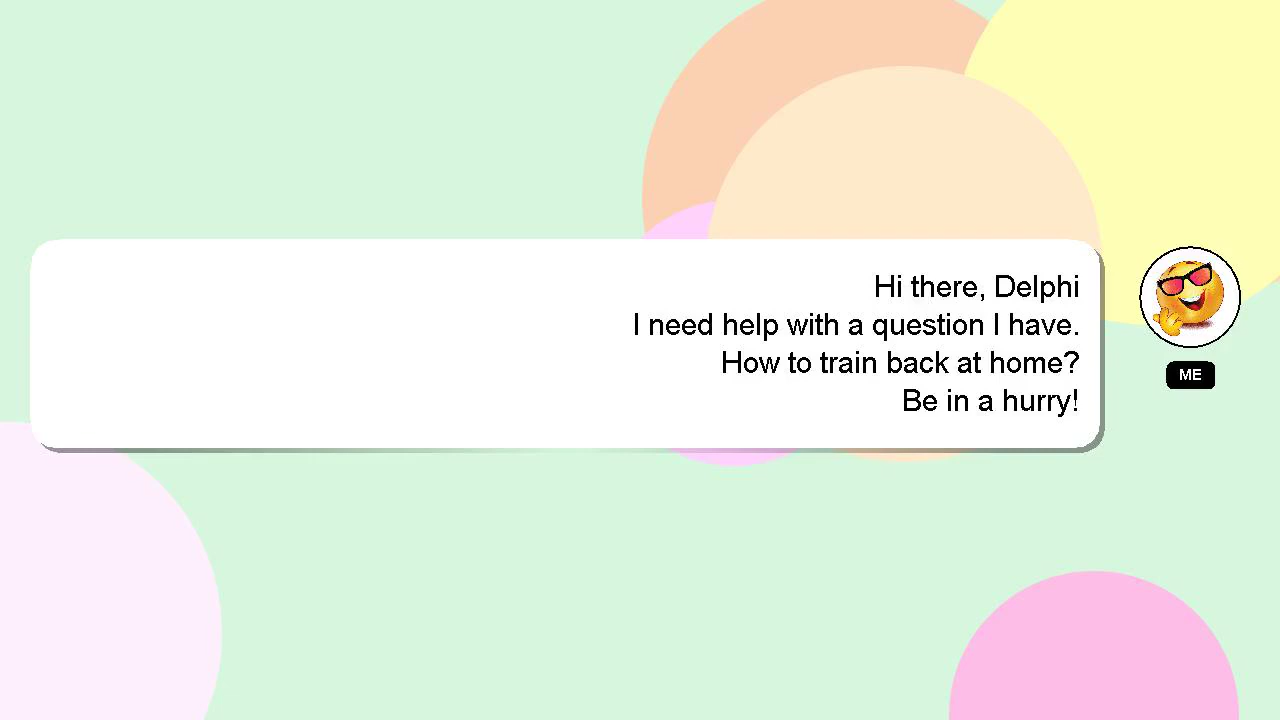 Hi there, Delphi
I need help with a question I have.
How to train back at home?
Be in a hurry!
ME